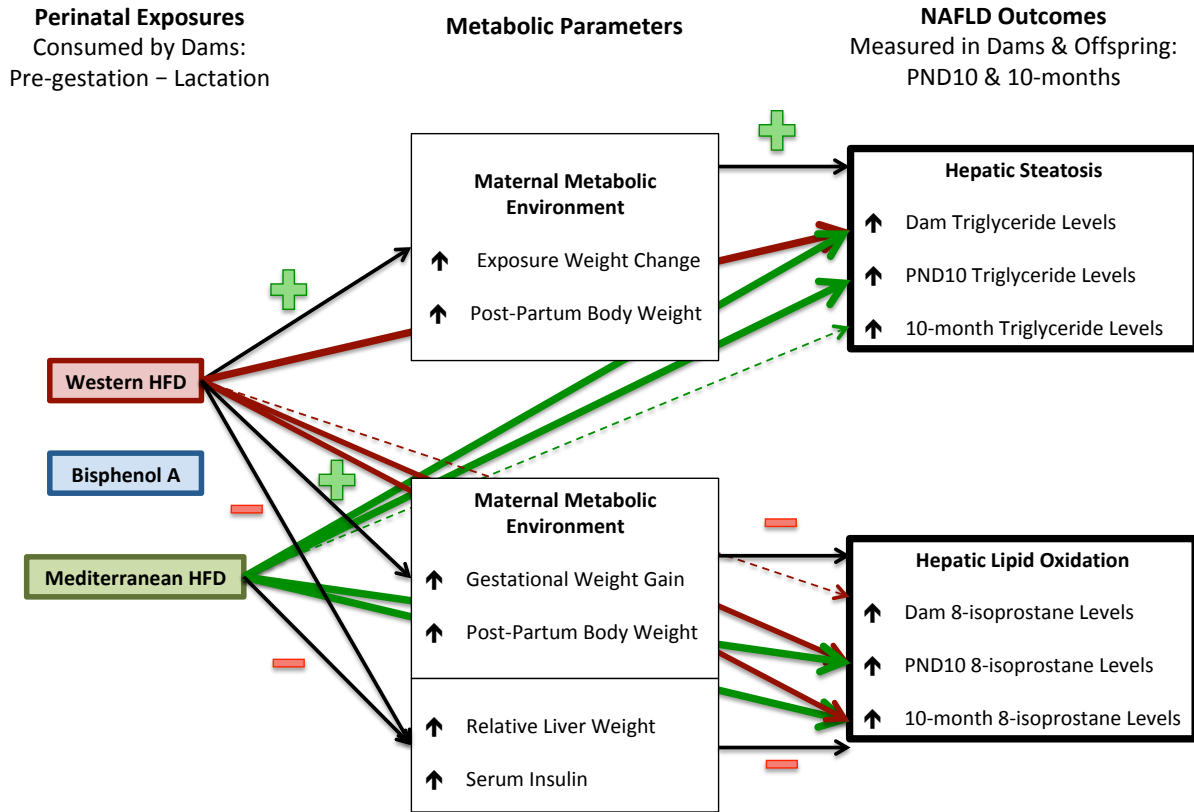 Perinatal Exposures
Consumed by Dams:
Pre-gestation − Lactation
Metabolic Parameters
NAFLD Outcomes
Measured in Dams & Offspring:
PND10 & 10-months
Maternal Metabolic
Environment
Exposure Weight Change
Post-Partum Body Weight
Hepatic Steatosis
Dam Triglyceride Levels
PND10 Triglyceride Levels
10-month Triglyceride Levels
Western HFD
Bisphenol A
Mediterranean HFD
Maternal Metabolic
Environment
Gestational Weight Gain
Post-Partum Body Weight
Relative Liver Weight
Serum Insulin
Hepatic Lipid Oxidation
Dam 8-isoprostane Levels
PND10 8-isoprostane Levels
10-month 8-isoprostane Levels